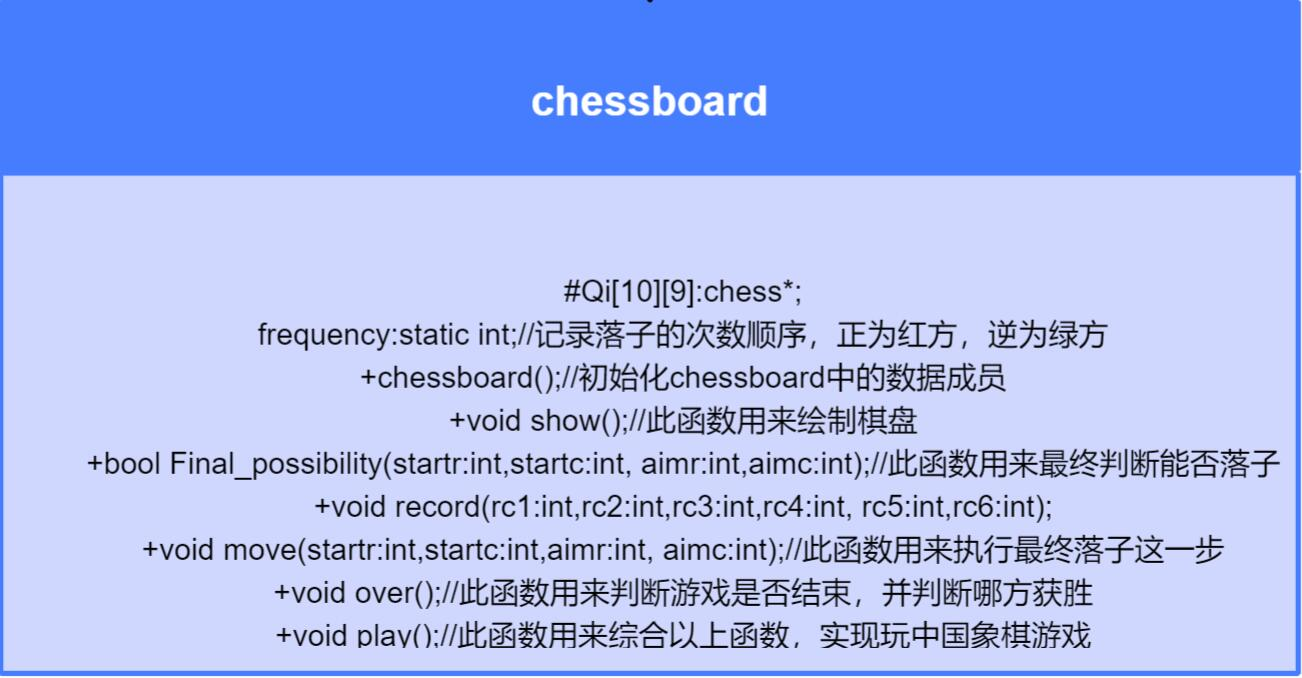 chessboard
#Qi[10][9]:chess*;
frequency:static int;//记录落子的次数顺序，正为红方，逆为绿方
+chessboard();//初始化chessboard中的数据成员
+void show();//此函数用来绘制棋盘
+bool Final_possibility(startr:int,startc:int, aimr:int,aimc:int);//此函数用来最终判断能否落子
+void record(rc1:int,rc2:int,rc3:int,rc4:int, rc5:int,rc6:int);
+void move(startr:int,startc:int,aimr:int, aimc:int);//此函数用来执行最终落子这一步
+void over();//此函数用来判断游戏是否结束，并判断哪方获胜
+void play();//此函数用来综合以上函数，实现玩中国象棋游戏